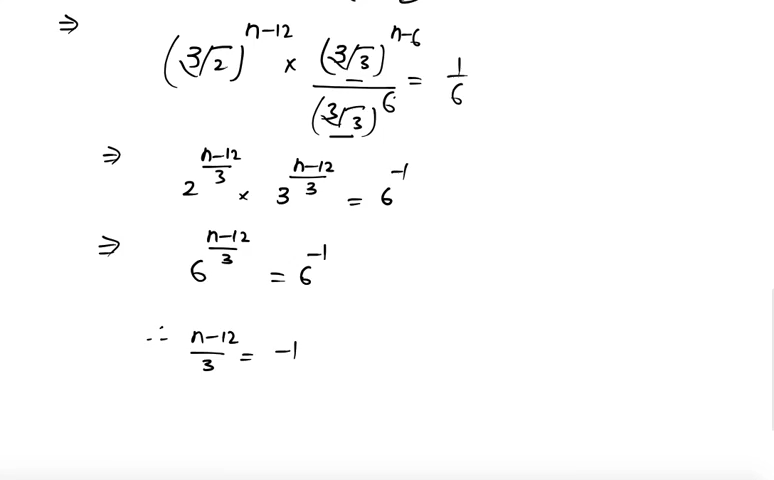 ⇒ (∛2)^(n-12) × (∛3)^(n-6) / (∛3)^6 = 1/6
⇒ 2^((n-12)/3) × 3^((n-12)/3) = 6^(-1)
⇒ 6^((n-12)/3) = 6^(-1)
∴ (n-12)/3 = -1